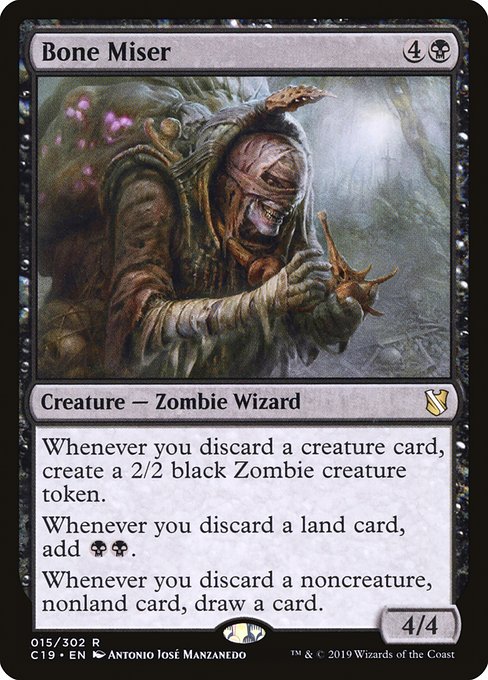 Bone Miser 4
Creature — Zombie Wizard
Whenever you discard a creature card,
create a 2/2 black Zombie creature
token.
Whenever you discard a land card,
add .
Whenever you discard a noncreature,
nonland card, draw a card.
4/4
015/302 R
C19 • EN Antonio José Manzanedo ™ & © 2019 Wizards of the Coast